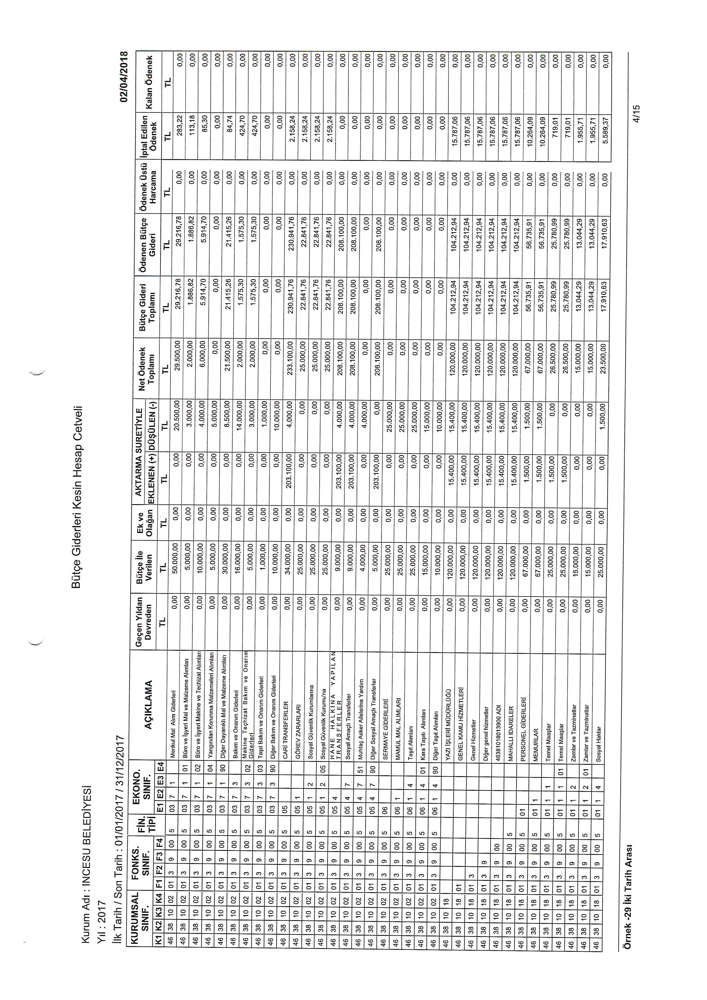 Bütçe Giderleri Kesin Hesap Cetveli
Kurum Adı : INCESU BELEDİYESİ
Yıl : 2017
İlk Tarih / Son Tarih : 01/01/2017 / 31/12/2017 02/04/2018
KURUMSAL SINIF. FONKS. SINIF. FİN. TİPİ EKONO. SINIF. AÇIKLAMA Geçen Yıldan Devreden Bütçe İle Verilen Ek ve Olağan AKTARMA SURETİYLE Net Ödenek Toplamı Bütçe Gideri Toplamı Ödenen Bütçe Gideri Ödenek Üstü Harcama İptal Edilen Ödenek Kalan Ödenek
EKLENEN (+) DÜŞÜLEN (-)
K1 K2 K3 K4 F1 F2 F3 F4 E1 E2 E3 E4 TL TL TL TL TL TL TL TL TL TL TL
46 38 10 02 01 3 9 00 5 03 7 1 Menkul Mal Alım Giderleri 0,00 50.000,00 0,00 0,00 20.500,00 29.500,00 29.216,78 29.216,78 0,00 283,22 0,00
46 38 10 02 01 3 9 00 5 03 7 1 01 Büro ve İşyeri Mal ve Malzeme Alımları 0,00 5.000,00 0,00 0,00 3.000,00 2.000,00 1.886,82 1.886,82 0,00 113,18 0,00
46 38 10 02 01 3 9 00 5 03 7 1 02 Büro ve İşyeri Makine ve Techizat Alımları 0,00 10.000,00 0,00 0,00 4.000,00 6.000,00 5.914,70 5.914,70 0,00 85,30 0,00
46 38 10 02 01 3 9 00 5 03 7 1 04 Yangından Korunma Malzemeleri Alımları 0,00 5.000,00 0,00 0,00 5.000,00 0,00 0,00 0,00 0,00 0,00 0,00
46 38 10 02 01 3 9 00 5 03 7 1 90 Diğer Dayanıklı Mal ve Malzeme Alımları 0,00 30.000,00 0,00 0,00 8.500,00 21.500,00 21.415,26 21.415,26 0,00 84,74 0,00
46 38 10 02 01 3 9 00 5 03 7 3 Bakım ve Onarım Giderleri 0,00 16.000,00 0,00 0,00 14.000,00 2.000,00 1.575,30 1.575,30 0,00 424,70 0,00
46 38 10 02 01 3 9 00 5 03 7 3 02 Makine Teçhizat Bakım ve Onarım Giderleri 0,00 5.000,00 0,00 0,00 3.000,00 2.000,00 1.575,30 1.575,30 0,00 424,70 0,00
46 38 10 02 01 3 9 00 5 03 7 3 03 Taşıt Bakım ve Onarım Giderleri 0,00 1.000,00 0,00 0,00 1.000,00 0,00 0,00 0,00 0,00 0,00 0,00
46 38 10 02 01 3 9 00 5 03 7 3 90 Diğer Bakım ve Onarım Giderleri 0,00 10.000,00 0,00 0,00 10.000,00 0,00 0,00 0,00 0,00 0,00 0,00
46 38 10 02 01 3 9 00 5 05 CARİ TRANSFERLER 0,00 34.000,00 0,00 203.100,00 4.000,00 233.100,00 230.941,76 230.941,76 0,00 2.158,24 0,00
46 38 10 02 01 3 9 00 5 05 1 GÖREV ZARARLARI 0,00 25.000,00 0,00 0,00 0,00 25.000,00 22.841,76 22.841,76 0,00 2.158,24 0,00
46 38 10 02 01 3 9 00 5 05 1 2 Sosyal Güvenlik Kurumlarına 0,00 25.000,00 0,00 0,00 0,00 25.000,00 22.841,76 22.841,76 0,00 2.158,24 0,00
46 38 10 02 01 3 9 00 5 05 1 2 05 Sosyal Güvenlik Kurumu'na 0,00 25.000,00 0,00 0,00 0,00 25.000,00 22.841,76 22.841,76 0,00 2.158,24 0,00
46 38 10 02 01 3 9 00 5 05 4 HANE HALKINA YAPILAN TRANSFERLER 0,00 9.000,00 0,00 203.100,00 4.000,00 208.100,00 208.100,00 208.100,00 0,00 0,00 0,00
46 38 10 02 01 3 9 00 5 05 4 7 Sosyal Amaçlı Transferler 0,00 9.000,00 0,00 203.100,00 4.000,00 208.100,00 208.100,00 208.100,00 0,00 0,00 0,00
46 38 10 02 01 3 9 00 5 05 4 7 51 Muhtaç Asker Ailelerine Yardım 0,00 4.000,00 0,00 0,00 4.000,00 0,00 0,00 0,00 0,00 0,00 0,00
46 38 10 02 01 3 9 00 5 05 4 7 90 Diğer Sosyal Amaçlı Transferler 0,00 5.000,00 0,00 203.100,00 0,00 208.100,00 208.100,00 208.100,00 0,00 0,00 0,00
46 38 10 02 01 3 9 00 5 06 SERMAYE GİDERLERİ 0,00 25.000,00 0,00 0,00 25.000,00 0,00 0,00 0,00 0,00 0,00 0,00
46 38 10 02 01 3 9 00 5 06 1 MAMUL MAL ALIMLARI 0,00 25.000,00 0,00 0,00 25.000,00 0,00 0,00 0,00 0,00 0,00 0,00
46 38 10 02 01 3 9 00 5 06 1 4 Taşıt Alımları 0,00 25.000,00 0,00 0,00 25.000,00 0,00 0,00 0,00 0,00 0,00 0,00
46 38 10 02 01 3 9 00 5 06 1 4 01 Kara Taşıtı Alımları 0,00 15.000,00 0,00 0,00 15.000,00 0,00 0,00 0,00 0,00 0,00 0,00
46 38 10 02 01 3 9 00 5 06 1 4 90 Diğer Taşıt Alımları 0,00 10.000,00 0,00 0,00 10.000,00 0,00 0,00 0,00 0,00 0,00 0,00
46 38 10 18 YAZI İŞLERİ MÜDÜRLÜĞÜ 0,00 120.000,00 0,00 15.400,00 15.400,00 120.000,00 104.212,94 104.212,94 0,00 15.787,06 0,00
46 38 10 18 01 GENEL KAMU HİZMETLERİ 0,00 120.000,00 0,00 15.400,00 15.400,00 120.000,00 104.212,94 104.212,94 0,00 15.787,06 0,00
46 38 10 18 01 3 Genel Hizmetler 0,00 120.000,00 0,00 15.400,00 15.400,00 120.000,00 104.212,94 104.212,94 0,00 15.787,06 0,00
46 38 10 18 01 3 9 Diğer genel hizmetler 0,00 120.000,00 0,00 15.400,00 15.400,00 120.000,00 104.212,94 104.212,94 0,00 15.787,06 0,00
46 38 10 18 01 3 9 00 46381018013900 ADI 0,00 120.000,00 0,00 15.400,00 15.400,00 120.000,00 104.212,94 104.212,94 0,00 15.787,06 0,00
46 38 10 18 01 3 9 00 5 MAHALLI IDARELER 0,00 120.000,00 0,00 15.400,00 15.400,00 120.000,00 104.212,94 104.212,94 0,00 15.787,06 0,00
46 38 10 18 01 3 9 00 5 01 PERSONEL GİDERLERİ 0,00 67.000,00 0,00 1.500,00 1.500,00 67.000,00 56.735,91 56.735,91 0,00 10.264,09 0,00
46 38 10 18 01 3 9 00 5 01 1 MEMURLAR 0,00 67.000,00 0,00 1.500,00 1.500,00 67.000,00 56.735,91 56.735,91 0,00 10.264,09 0,00
46 38 10 18 01 3 9 00 5 01 1 1 Temel Maaşlar 0,00 25.000,00 0,00 1.500,00 0,00 26.500,00 25.780,99 25.780,99 0,00 719,01 0,00
46 38 10 18 01 3 9 00 5 01 1 1 01 Temel Maaşlar 0,00 25.000,00 0,00 1.500,00 0,00 26.500,00 25.780,99 25.780,99 0,00 719,01 0,00
46 38 10 18 01 3 9 00 5 01 1 2 Zamlar ve Tazminatlar 0,00 15.000,00 0,00 0,00 0,00 15.000,00 13.044,29 13.044,29 0,00 1.955,71 0,00
46 38 10 18 01 3 9 00 5 01 1 2 01 Zamlar ve Tazminatlar 0,00 15.000,00 0,00 0,00 0,00 15.000,00 13.044,29 13.044,29 0,00 1.955,71 0,00
46 38 10 18 01 3 9 00 5 01 1 4 Sosyal Haklar 0,00 25.000,00 0,00 0,00 1.500,00 23.500,00 17.910,63 17.910,63 0,00 5.589,37 0,00
Örnek -29 İki Tarih Arası 4/15